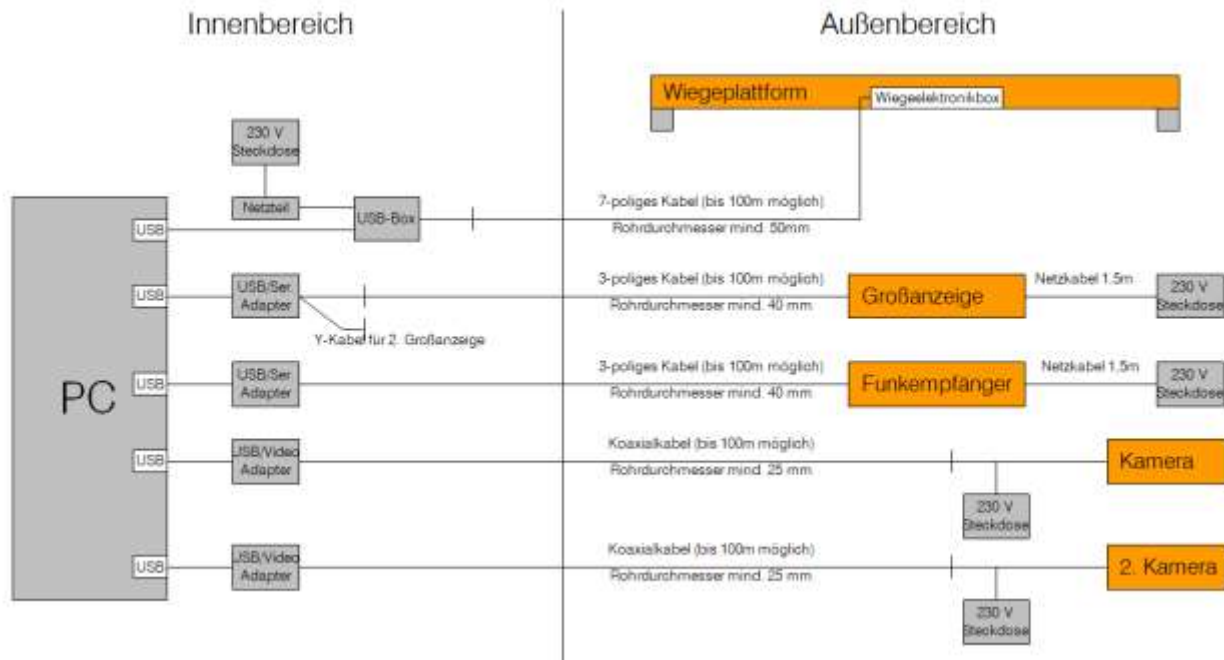 Innenbereich
Außenbereich
Wiegeplattform
Wiegeelektronikbox
230 V
Steckdose
Netzteil
USB-Box
USB
7-poliges Kabel (bis 100m möglich)
Rohrdurchmesser mind. 50mm
USB
USB/Ser
Adapter
Y-Kabel für 2. Großanzeige
3-poliges Kabel (bis 100m möglich)
Rohrdurchmesser mind. 40 mm
Großanzeige
Netzkabel 1.5m
230 V
Steckdose
PC
USB
USB/Ser
Adapter
3-poliges Kabel (bis 100m möglich)
Rohrdurchmesser mind. 40 mm
Funkempfänger
Netzkabel 1.5m
230 V
Steckdose
USB
USB/Video
Adapter
Koaxialkabel (bis 100m möglich)
Rohrdurchmesser mind. 25 mm
Kamera
230 V
Steckdose
USB
USB/Video
Adapter
Koaxialkabel (bis 100m möglich)
Rohrdurchmesser mind. 25 mm
2. Kamera
230 V
Steckdose